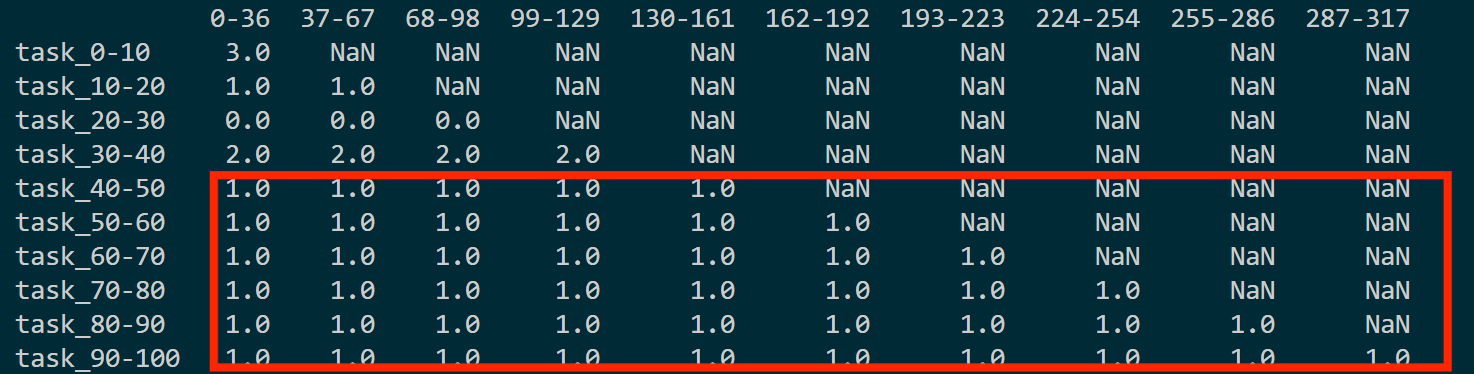 0-36 37-67 68-98 99-129 130-161 162-192 193-223 224-254 255-286 287-317
task_0-10 3.0 NaN NaN NaN NaN NaN NaN NaN NaN NaN
task_10-20 1.0 1.0 NaN NaN NaN NaN NaN NaN NaN NaN
task_20-30 0.0 0.0 0.0 NaN NaN NaN NaN NaN NaN NaN
task_30-40 2.0 2.0 2.0 2.0 NaN NaN NaN NaN NaN NaN
task_40-50 1.0 1.0 1.0 1.0 1.0 NaN NaN NaN NaN NaN
task_50-60 1.0 1.0 1.0 1.0 1.0 1.0 NaN NaN NaN NaN
task_60-70 1.0 1.0 1.0 1.0 1.0 1.0 1.0 NaN NaN NaN
task_70-80 1.0 1.0 1.0 1.0 1.0 1.0 1.0 1.0 NaN NaN
task_80-90 1.0 1.0 1.0 1.0 1.0 1.0 1.0 1.0 1.0 NaN
task_90-100 1.0 1.0 1.0 1.0 1.0 1.0 1.0 1.0 1.0 1.0